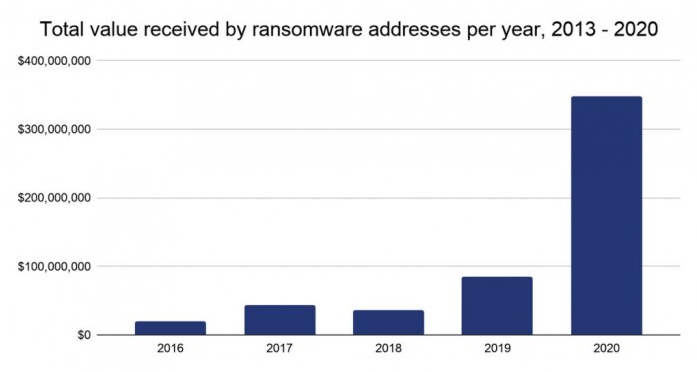 Total value received by ransomware addresses per year, 2013 - 2020
$400,000,000
$300,000,000
$200,000,000
$100,000,000
$0
2016 2017 2018 2019 2020